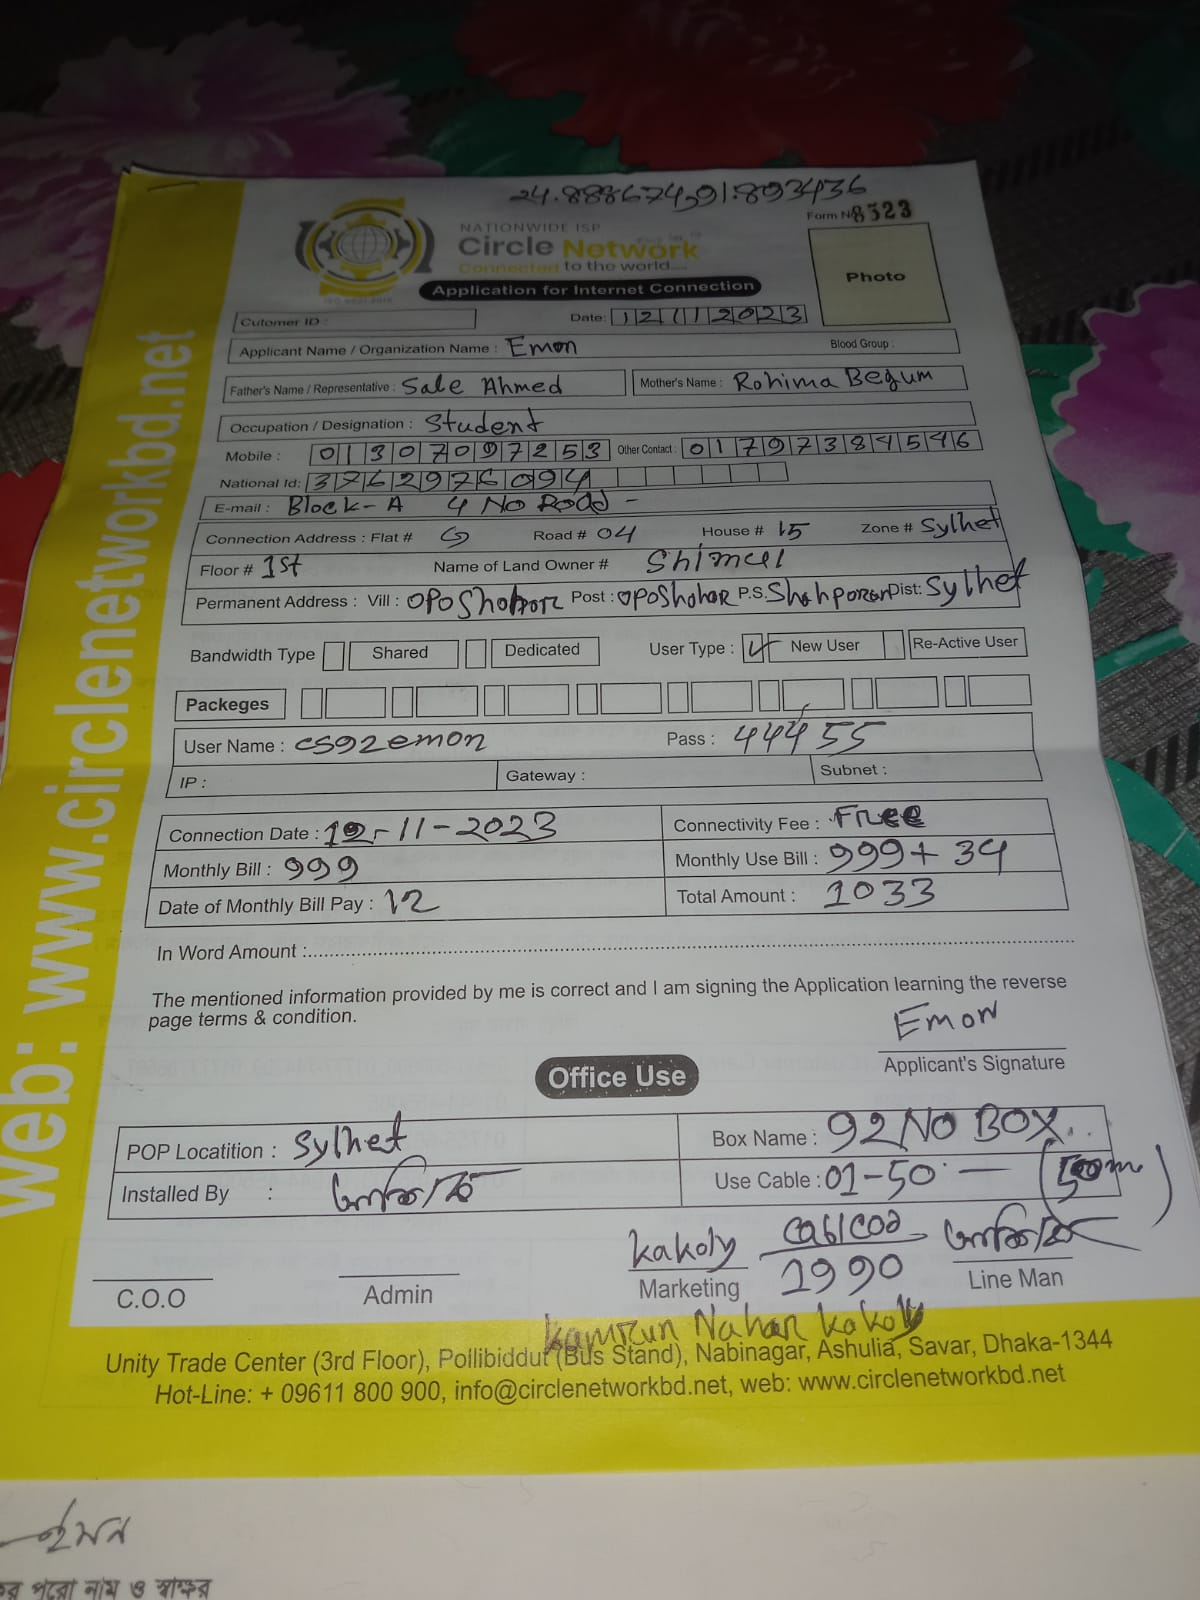 24.888674,91.893436
Form No 8523
NATIONWIDE ISP
Circle Network
Connected to the world....
Application for Internet Connection
Photo
Cutomer ID :
Date: 12112023
Applicant Name / Organization Name : Emon
Blood Group :
Father's Name / Representative : Sale Ahmed
Mother's Name : Rohima Begum
Occupation / Designation : Student
Mobile : 01307097253 Other Contact : 01797384546
National Id: 3762976094
E-mail : Block-A 4 No Road -
Connection Address : Flat # Road # 04 House # 15 Zone # Sylhet
Floor # 1st Name of Land Owner # Shimul
Permanent Address : Vill : Oposhohor Post : Oposhohor P.S. Shahporan Dist: Sylhet
Bandwidth Type Shared Dedicated User Type : New User Re-Active User
Packeges
User Name : cs92emon Pass : 44455
IP : Gateway : Subnet :
Connection Date : 12-11-2023 Connectivity Fee : Free
Monthly Bill : 999 Monthly Use Bill : 999+ 34
Date of Monthly Bill Pay : 12 Total Amount : 1033
In Word Amount :
The mentioned information provided by me is correct and I am signing the Application learning the reverse
page terms & condition.
Emon
Applicant's Signature
Office Use
POP Locatition : Sylhet Box Name : 92 NO BOX
Installed By : Use Cable : 01-50 — (50m)
Kakoly
1990
C.O.O Admin Marketing Line Man
Kamrun Nahar Kakoly
Unity Trade Center (3rd Floor), Pollibiddut (Bus Stand), Nabinagar, Ashulia, Savar, Dhaka-1344
Hot-Line: + 09611 800 900, info@circlenetworkbd.net, web: www.circlenetworkbd.net
Web: www.circlenetworkbd.net
ইমন
পুরো নাম ও স্বাক্ষর